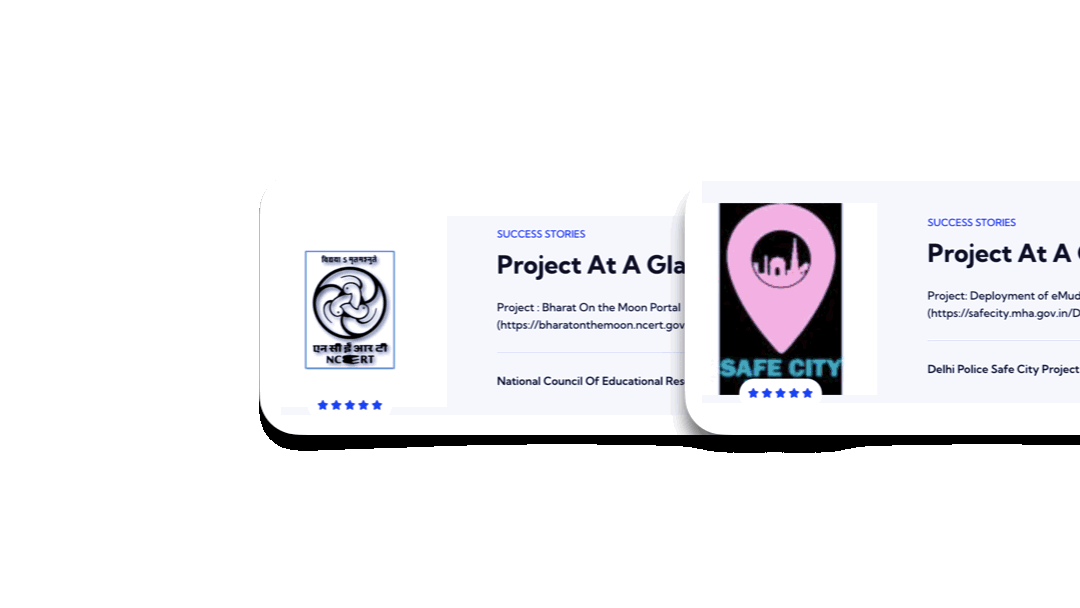 विद्यया ऽ मृतमश्नुते
एन सी ई आर टी
NCERT
SUCCESS STORIES
Project At A Gla
Project : Bharat On the Moon Portal
(https://bharatonthemoon.ncert.gov
National Council Of Educational Res
SAFE CITY
SUCCESS STORIES
Project At A
Project: Deployment of eMud
(https://safecity.mha.gov.in/D
Delhi Police Safe City Project